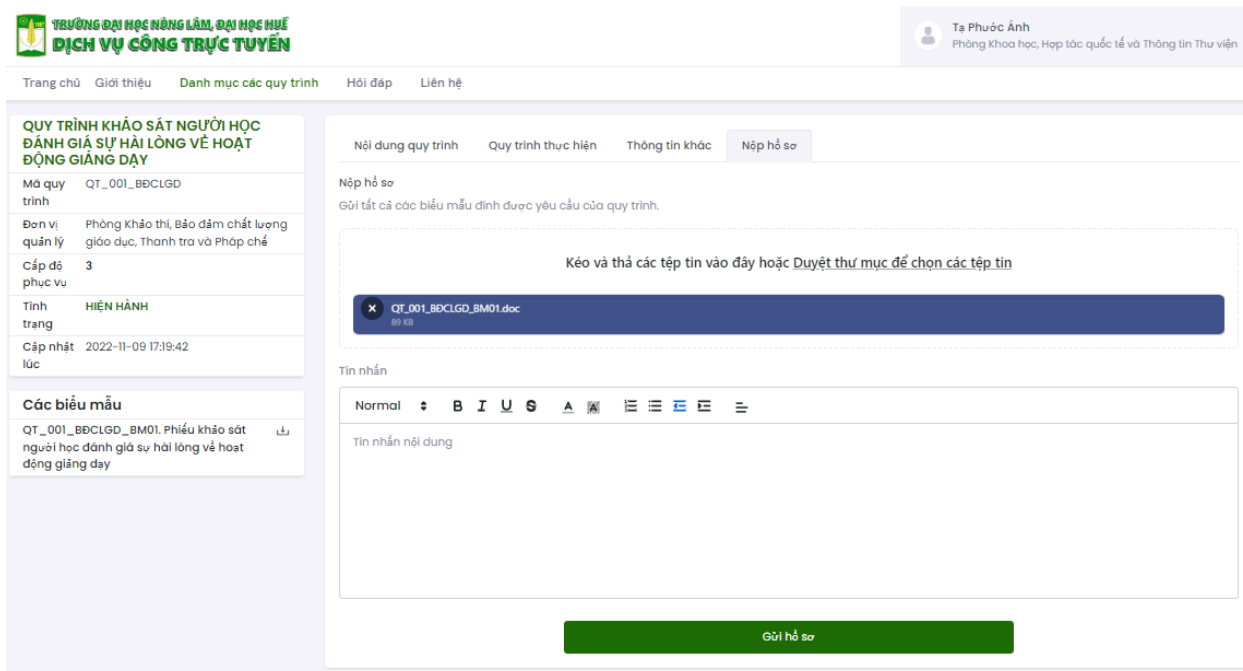 TRƯỜNG ĐẠI HỌC NÔNG LÂM, ĐẠI HỌC HUẾ
DỊCH VỤ CÔNG TRỰC TUYẾN
Tạ Phước Ánh
Phòng Khoa học, Hợp tác quốc tế và Thông tin Thư viện
Trang chủ Giới thiệu Danh mục các quy trình Hỏi đáp Liên hệ
QUY TRÌNH KHẢO SÁT NGƯỜI HỌC
ĐÁNH GIÁ SỰ HÀI LÒNG VỀ HOẠT
ĐỘNG GIẢNG DẠY
Mã quy trình QT_001_BĐCLGD
Đơn vị quản lý Phòng Khảo thí, Bảo đảm chất lượng
giáo dục, Thanh tra và Pháp chế
Cấp độ phục vụ 3
Tình trạng HIỆN HÀNH
Cập nhật lúc 2022-11-09 17:19:42
Các biểu mẫu
QT_001_BĐCLGD_BM01. Phiếu khảo sát
người học đánh giá sự hài lòng về hoạt
động giảng dạy
Nội dung quy trình Quy trình thực hiện Thông tin khác Nộp hồ sơ
Nộp hồ sơ
Gửi tất cả các biểu mẫu đính được yêu cầu của quy trình.
Kéo và thả các tệp tin vào đây hoặc Duyệt thư mục để chọn các tệp tin
QT_001_BĐCLGD_BM01.doc
89 KB
Tin nhắn
Normal B I U S A A
Tin nhắn nội dung
Gửi hồ sơ